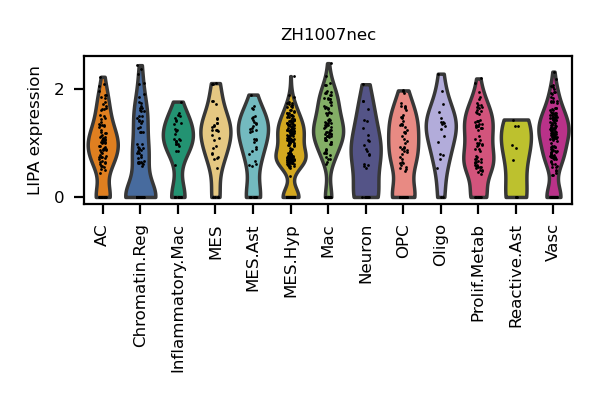 ZH1007nec
LIPA expression
2
0
AC
Chromatin.Reg
Inflammatory.Mac
MES
MES.Ast
MES.Hyp
Mac
Neuron
OPC
Oligo
Prolif.Metab
Reactive.Ast
Vasc